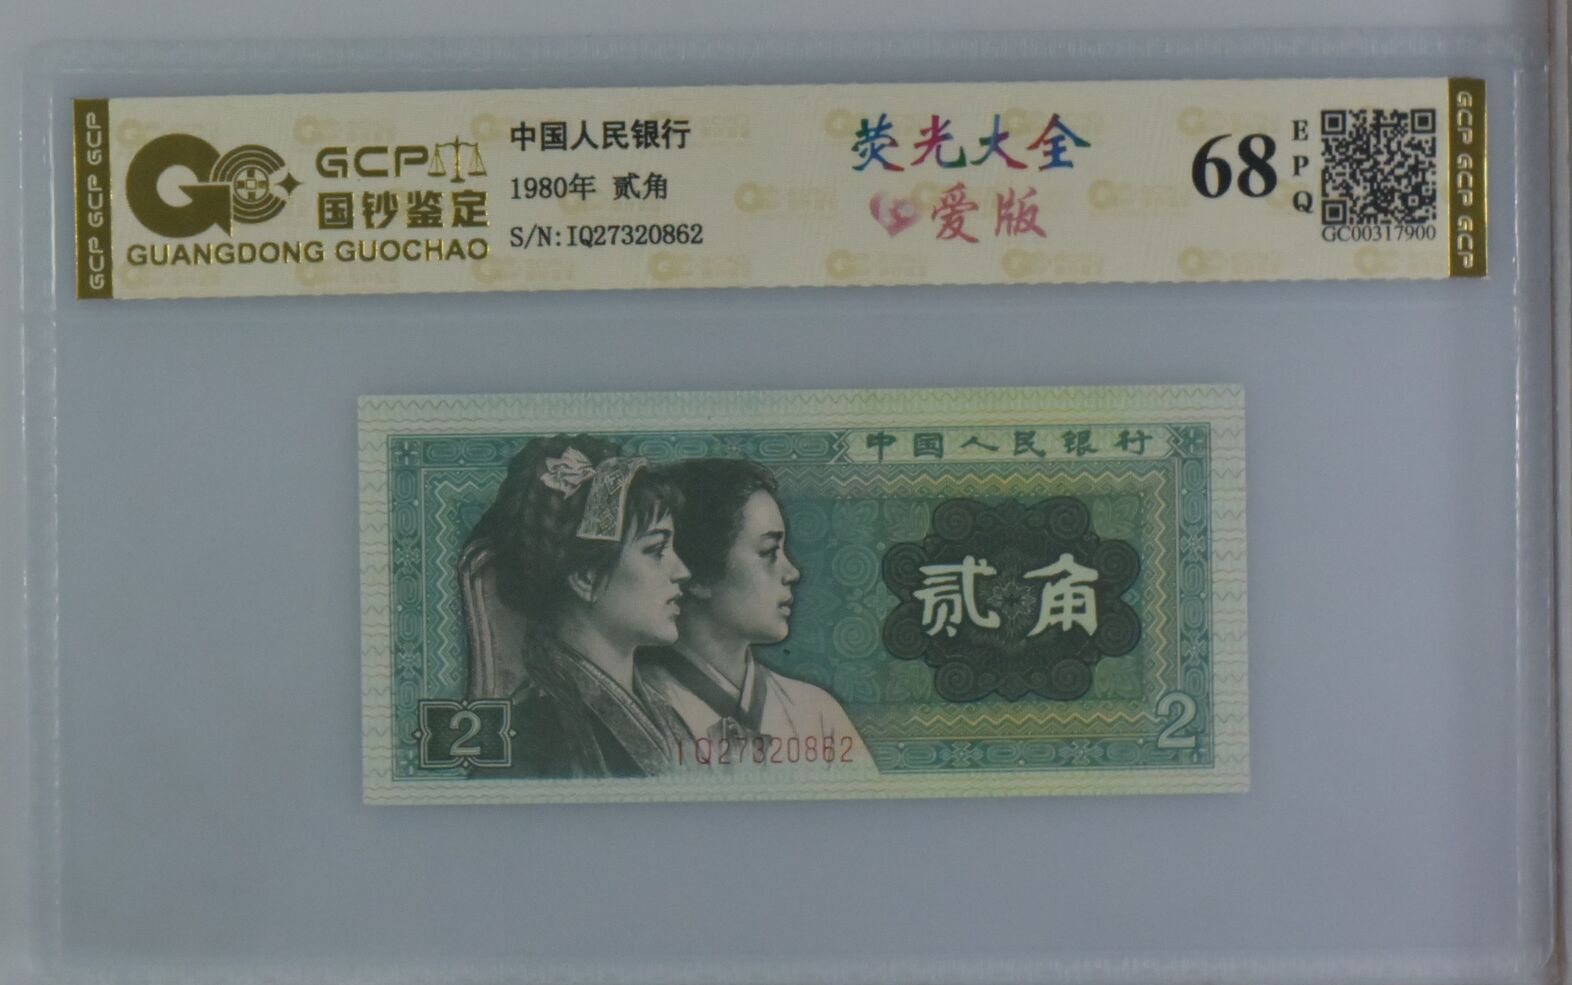 GCP GCP GCP
GCP
国钞鉴定
GUANGDONG GUOCHAO
中国人民银行
1980年 贰角
S/N:IQ27320862
荧光大全
爱版
68
EPQ
GC00317900
GCP GCP GCP
中国人民银行
贰角
2
2
IQ27320862